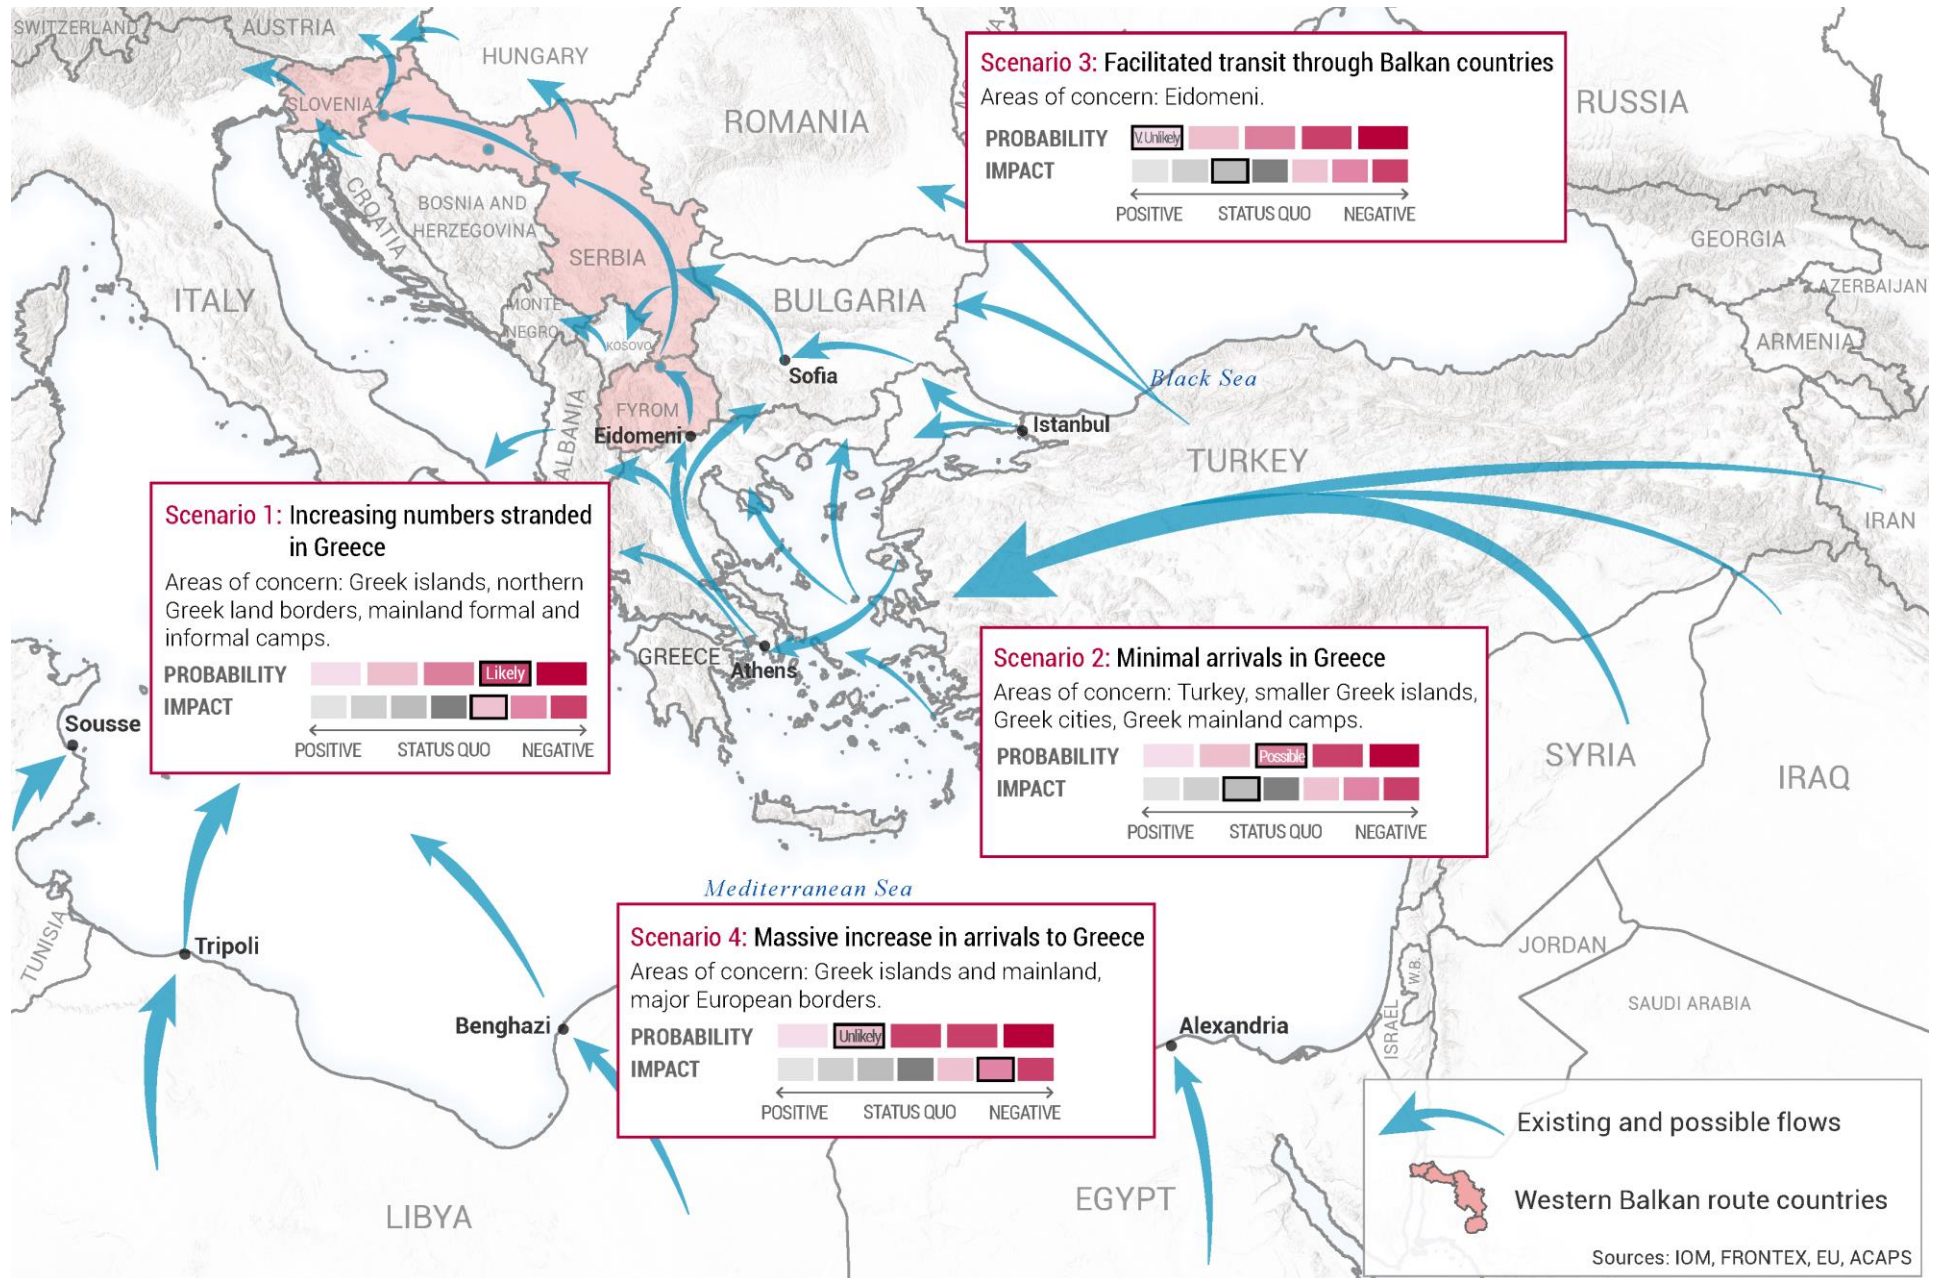 SWITZERLAND
AUSTRIA
HUNGARY
SLOVENIA
ROMANIA
RUSSIA
Scenario 3: Facilitated transit through Balkan countries
Areas of concern: Eidomeni.
PROBABILITY
V. Unlikely
IMPACT
POSITIVE STATUS QUO NEGATIVE
CROATIA
BOSNIA AND
HERZEGOVINA
SERBIA
GEORGIA
AZERBAIJAN
ITALY
MONTE
NEGRO
BULGARIA
KOSOVO
ARMENIA
Sofia
Black Sea
FYROM
Eidomeni
ALBANIA
Istanbul
TURKEY
IRAN
Scenario 1: Increasing numbers stranded
in Greece
Areas of concern: Greek islands, northern
Greek land borders, mainland formal and
informal camps.
PROBABILITY
Likely
IMPACT
POSITIVE STATUS QUO NEGATIVE
GREECE
Athens
Scenario 2: Minimal arrivals in Greece
Areas of concern: Turkey, smaller Greek islands,
Greek cities, Greek mainland camps.
PROBABILITY
Possible
IMPACT
POSITIVE STATUS QUO NEGATIVE
Sousse
SYRIA
IRAQ
Mediterranean Sea
TUNISIA
Tripoli
Scenario 4: Massive increase in arrivals to Greece
Areas of concern: Greek islands and mainland,
major European borders.
PROBABILITY
Unlikely
IMPACT
POSITIVE STATUS QUO NEGATIVE
Benghazi
Alexandria
JORDAN
W.B.
ISRAEL
SAUDI ARABIA
LIBYA
EGYPT
Existing and possible flows
Western Balkan route countries
Sources: IOM, FRONTEX, EU, ACAPS